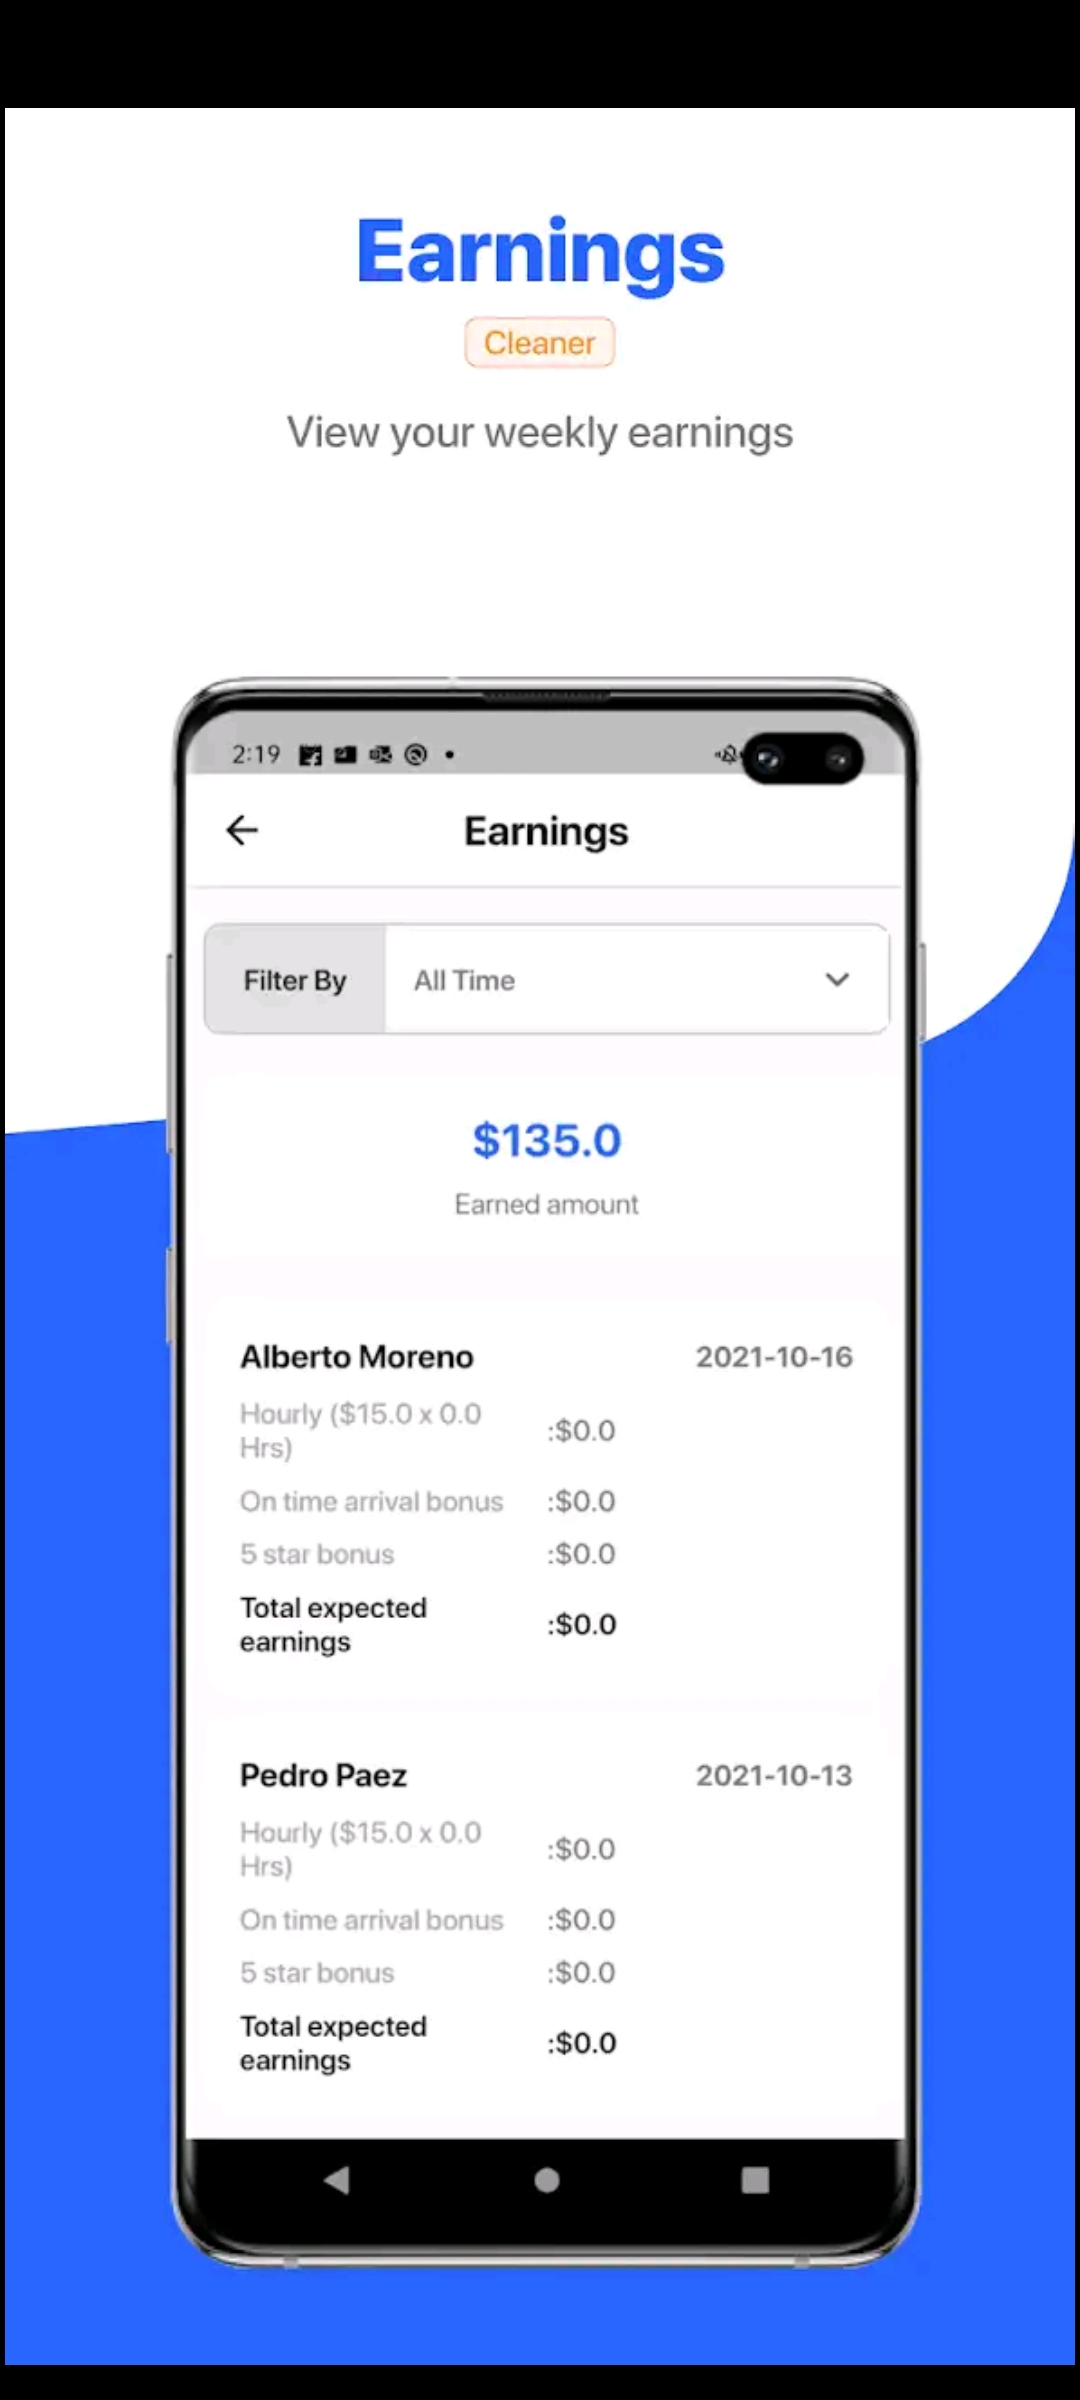 Earnings
Cleaner
View your weekly earnings
2:19
Earnings
Filter By
All Time
$135.0
Earned amount
Alberto Moreno
2021-10-16
Hourly ($15.0 x 0.0
Hrs)
:$0.0
On time arrival bonus
:$0.0
5 star bonus
:$0.0
Total expected
earnings
:$0.0
Pedro Paez
2021-10-13
Hourly ($15.0 x 0.0
Hrs)
:$0.0
On time arrival bonus
:$0.0
5 star bonus
:$0.0
Total expected
earnings
:$0.0